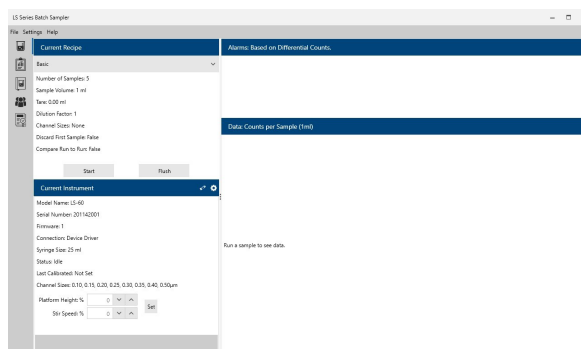 LS Series Batch Sampler
File Settings Help
Current Recipe
Basic
Number of Samples: 5
Sample Volume: 1 ml
Tare: 0.00 ml
Dilution Factor: 1
Channel Sizes: None
Discard First Sample: False
Compare Run to Run: False
Start Flush
Current Instrument
Model Name: LS-60
Serial Number: 201142001
Firmware: 1
Connection: Device Driver
Syringe Size: 25 ml
Status: Idle
Last Calibrated: Not Set
Channel Sizes: 0.10, 0.15, 0.20, 0.25, 0.30, 0.35, 0.40, 0.50µm
Platform Height: % 0
Set
Stir Speed: % 0
Alarms: Based on Differential Counts.
Data: Counts per Sample (1ml)
Run a sample to see data.